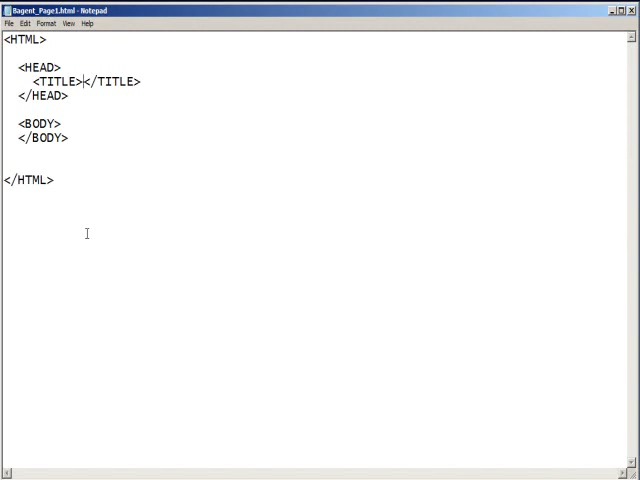 Bagent_Page1.html - Notepad
File Edit Format View Help
<HTML>
<HEAD>
<TITLE></TITLE>
</HEAD>
<BODY>
</BODY>
</HTML>